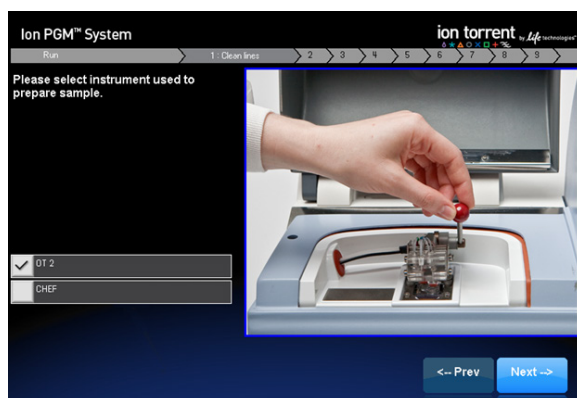 Ion PGM™ System
ion torrent by life technologies™
Run
1 : Clean lines
2
3
4
5
6
7
8
9
Please select instrument used to
prepare sample.
OT 2
CHEF
<-- Prev
Next -->